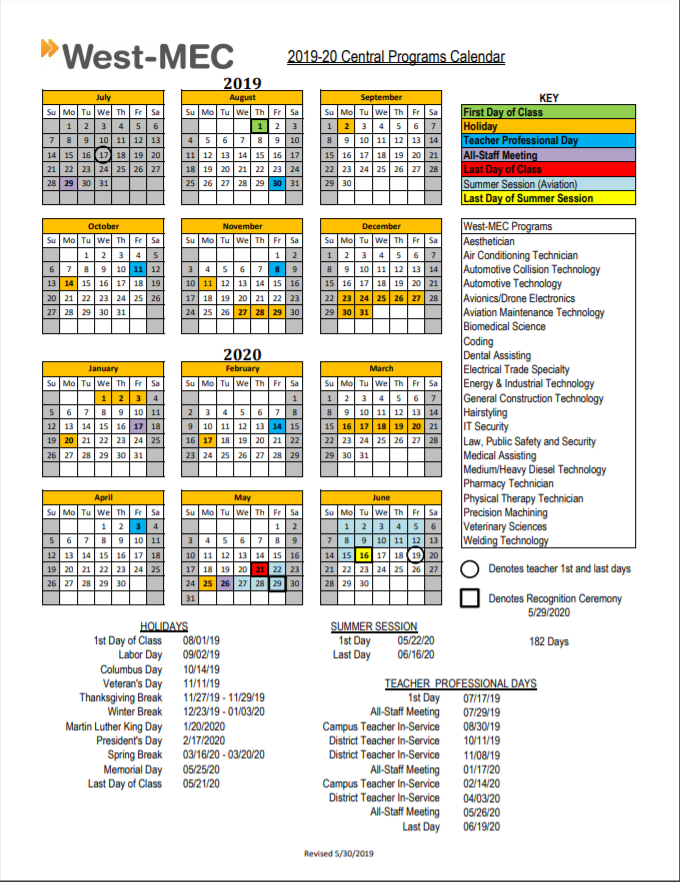 West-MEC
2019-20 Central Programs Calendar
2019
July
Su Mo Tu We Th Fr Sa
1 2 3 4 5 6
7 8 9 10 11 12 13
14 15 16 17 18 19 20
21 22 23 24 25 26 27
28 29 30 31
August
Su Mo Tu We Th Fr Sa
1 2 3
4 5 6 7 8 9 10
11 12 13 14 15 16 17
18 19 20 21 22 23 24
25 26 27 28 29 30 31
September
Su Mo Tu We Th Fr Sa
1 2 3 4 5 6 7
8 9 10 11 12 13 14
15 16 17 18 19 20 21
22 23 24 25 26 27 28
29 30
October
Su Mo Tu We Th Fr Sa
1 2 3 4 5
6 7 8 9 10 11 12
13 14 15 16 17 18 19
20 21 22 23 24 25 26
27 28 29 30 31
November
Su Mo Tu We Th Fr Sa
1 2
3 4 5 6 7 8 9
10 11 12 13 14 15 16
17 18 19 20 21 22 23
24 25 26 27 28 29 30
December
Su Mo Tu We Th Fr Sa
1 2 3 4 5 6 7
8 9 10 11 12 13 14
15 16 17 18 19 20 21
22 23 24 25 26 27 28
29 30 31
2020
January
Su Mo Tu We Th Fr Sa
1 2 3 4
5 6 7 8 9 10 11
12 13 14 15 16 17 18
19 20 21 22 23 24 25
26 27 28 29 30 31
February
Su Mo Tu We Th Fr Sa
1
2 3 4 5 6 7 8
9 10 11 12 13 14 15
16 17 18 19 20 21 22
23 24 25 26 27 28 29
March
Su Mo Tu We Th Fr Sa
1 2 3 4 5 6 7
8 9 10 11 12 13 14
15 16 17 18 19 20 21
22 23 24 25 26 27 28
29 30 31
April
Su Mo Tu We Th Fr Sa
1 2 3 4
5 6 7 8 9 10 11
12 13 14 15 16 17 18
19 20 21 22 23 24 25
26 27 28 29 30
May
Su Mo Tu We Th Fr Sa
1 2
3 4 5 6 7 8 9
10 11 12 13 14 15 16
17 18 19 20 21 22 23
24 25 26 27 28 29 30
31
June
Su Mo Tu We Th Fr Sa
1 2 3 4 5 6
7 8 9 10 11 12 13
14 15 16 17 18 19 20
21 22 23 24 25 26 27
28 29 30
KEY
First Day of Class
Holiday
Teacher Professional Day
All-Staff Meeting
Last Day of Class
Summer Session (Aviation)
Last Day of Summer Session
West-MEC Programs
Aesthetician
Air Conditioning Technician
Automotive Collision Technology
Automotive Technology
Avionics/Drone Electronics
Aviation Maintenance Technology
Biomedical Science
Coding
Dental Assisting
Electrical Trade Specialty
Energy & Industrial Technology
General Construction Technology
Hairstyling
IT Security
Law, Public Safety and Security
Medical Assisting
Medium/Heavy Diesel Technology
Pharmacy Technician
Physical Therapy Technician
Precision Machining
Veterinary Sciences
Welding Technology
Denotes teacher 1st and last days
Denotes Recognition Ceremony
5/29/2020
182 Days
HOLIDAYS
1st Day of Class 08/01/19
Labor Day 09/02/19
Columbus Day 10/14/19
Veteran's Day 11/11/19
Thanksgiving Break 11/27/19 - 11/29/19
Winter Break 12/23/19 - 01/03/20
Martin Luther King Day 1/20/2020
President's Day 2/17/2020
Spring Break 03/16/20 - 03/20/20
Memorial Day 05/25/20
Last Day of Class 05/21/20
SUMMER SESSION
1st Day 05/22/20
Last Day 06/16/20
TEACHER PROFESSIONAL DAYS
1st Day 07/17/19
All-Staff Meeting 07/29/19
Campus Teacher In-Service 08/30/19
District Teacher In-Service 10/11/19
District Teacher In-Service 11/08/19
All-Staff Meeting 01/17/20
Campus Teacher In-Service 02/14/20
District Teacher In-Service 04/03/20
All-Staff Meeting 05/26/20
Last Day 06/19/20
Revised 5/30/2019